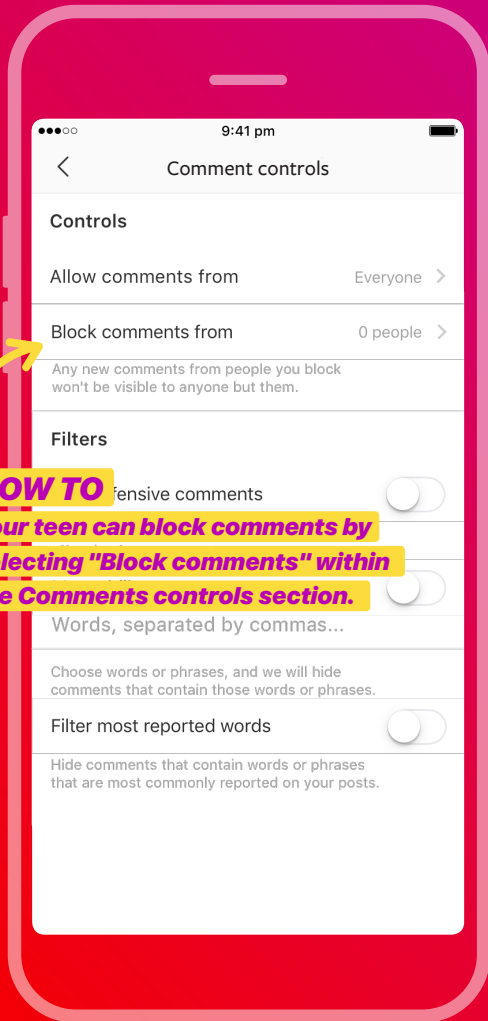 9:41 pm
Comment controls
Controls
Allow comments from Everyone
Block comments from 0 people
Any new comments from people you block
won't be visible to anyone but them.
Filters
OW TO
fensive comments
our teen can block comments by
lecting "Block comments" within
e Comments controls section.
Words, separated by commas...
Choose words or phrases, and we will hide
comments that contain those words or phrases.
Filter most reported words
Hide comments that contain words or phrases
that are most commonly reported on your posts.